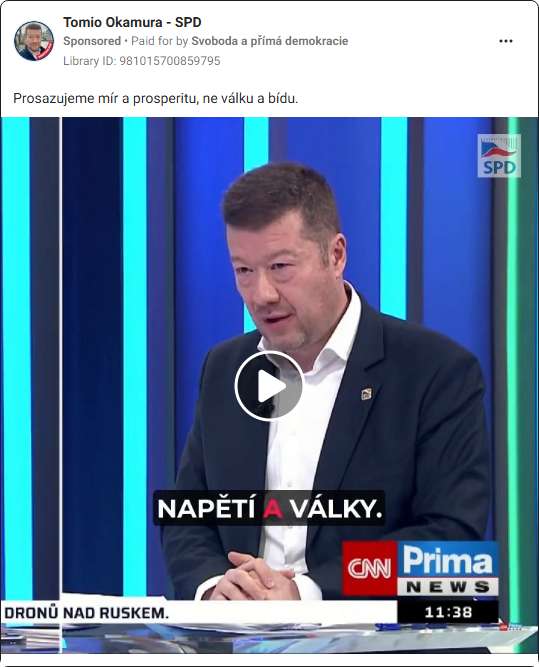 Tomio Okamura - SPD
Sponsored • Paid for by Svoboda a přímá demokracie
Library ID: 981015700859795
Prosazujeme mír a prosperitu, ne válku a bídu.
SPD
NAPĚTÍ A VÁLKY.
CNN Prima
NEWS
DRONŮ NAD RUSKEM.
11:38